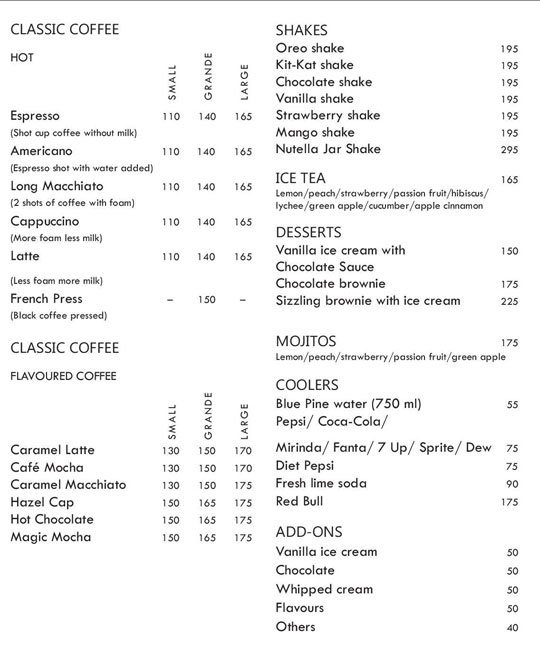 CLASSIC COFFEE
HOT
SMALL GRANDE LARGE
Espresso 110 140 165
(Shot cup coffee without milk)
Americano 110 140 165
(Espresso shot with water added)
Long Macchiato 110 140 165
(2 shots of coffee with foam)
Cappuccino 110 140 165
(More foam less milk)
Latte 110 140 165
(Less foam more milk)
French Press – 150 –
(Black coffee pressed)
CLASSIC COFFEE
FLAVOURED COFFEE
SMALL GRANDE LARGE
Caramel Latte 130 150 170
Café Mocha 130 150 170
Caramel Macchiato 130 150 175
Hazel Cap 150 165 175
Hot Chocolate 150 165 175
Magic Mocha 150 165 175
SHAKES
Oreo shake 195
Kit-Kat shake 195
Chocolate shake 195
Vanilla shake 195
Strawberry shake 195
Mango shake 195
Nutella Jar Shake 295
ICE TEA 165
Lemon/peach/strawberry/passion fruit/hibiscus/
lychee/green apple/cucumber/apple cinnamon
DESSERTS
Vanilla ice cream with 150
Chocolate Sauce
Chocolate brownie 175
Sizzling brownie with ice cream 225
MOJITOS 175
Lemon/peach/strawberry/passion fruit/green apple
COOLERS
Blue Pine water (750 ml) 55
Pepsi/ Coca-Cola/
Mirinda/ Fanta/ 7 Up/ Sprite/ Dew 75
Diet Pepsi 75
Fresh lime soda 90
Red Bull 175
ADD-ONS
Vanilla ice cream 50
Chocolate 50
Whipped cream 50
Flavours 50
Others 40